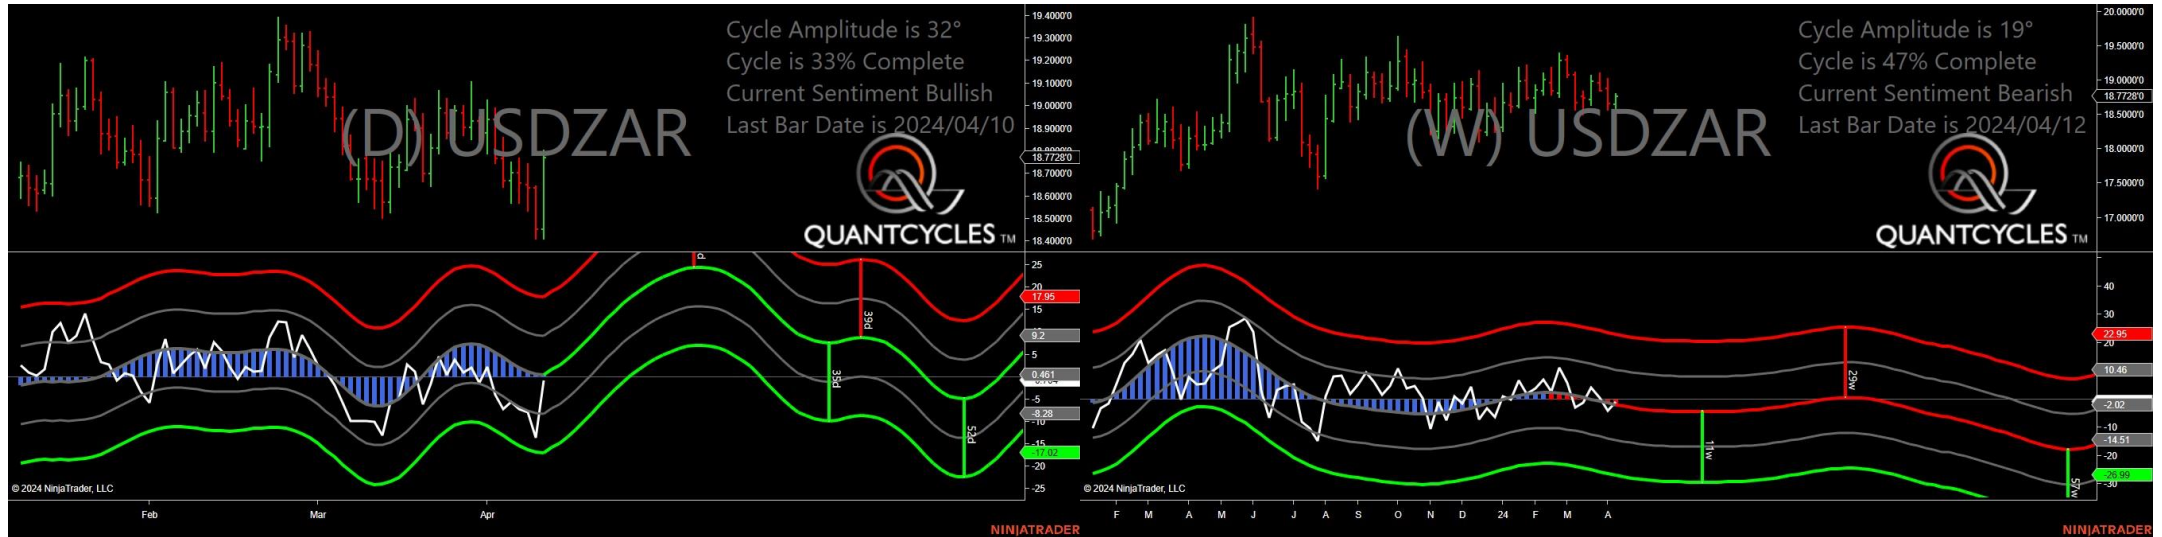 (D) USDZAR
Cycle Amplitude is 32°
Cycle is 33% Complete
Current Sentiment Bullish
Last Bar Date is 2024/04/10
QUANTCYCLES TM
19.4000'0
19.3000'0
19.2000'0
19.1000'0
19.0000'0
18.9000'0
18.7728'0
18.7000'0
18.6000'0
18.5000'0
18.4000'0
25
20
17.95
15
9.2
5
0.461
-5
-8.28
-10
-15
-17.02
-20
-25
d
39d
35d
52d
© 2024 NinjaTrader, LLC
Feb Mar Apr
NINJATRADER
(W) USDZAR
Cycle Amplitude is 19°
Cycle is 47% Complete
Current Sentiment Bearish
Last Bar Date is 2024/04/12
QUANTCYCLES TM
20.0000'0
19.5000'0
19.0000'0
18.7728'0
18.5000'0
18.0000'0
17.5000'0
17.0000'0
40
30
22.95
20
10.46
-2.02
-10
-14.51
-20
-26.99
-30
29w
11w
57w
© 2024 NinjaTrader, LLC
F M A M J J A S O N D 24 F M A
NINJATRADER